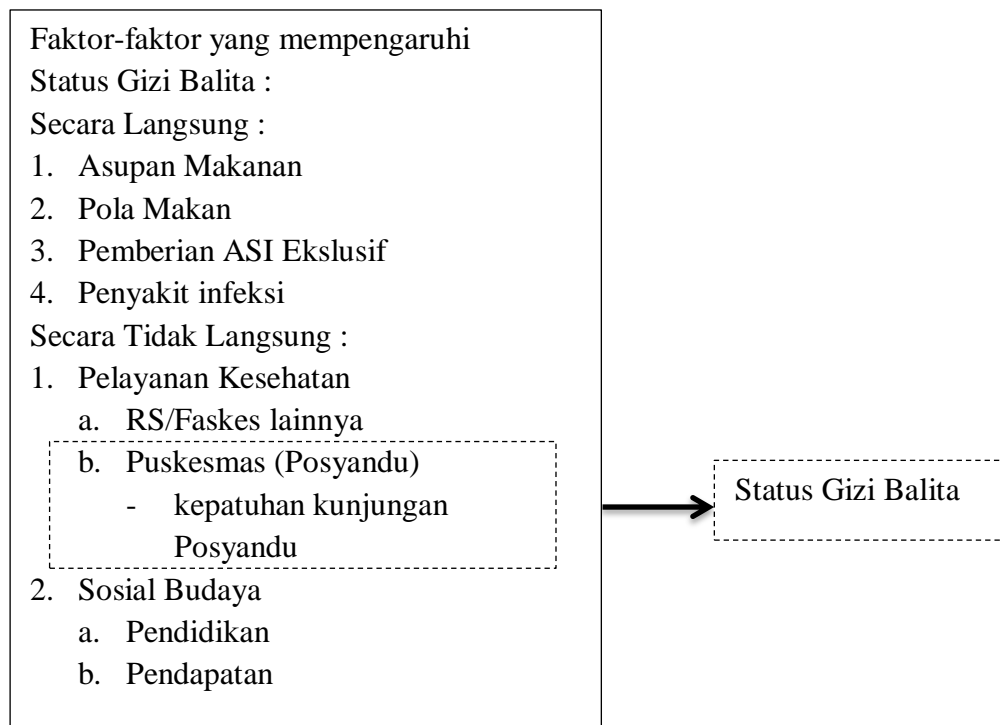 Faktor-faktor yang mempengaruhi
Status Gizi Balita :
Secara Langsung :
1. Asupan Makanan
2. Pola Makan
3. Pemberian ASI Ekslusif
4. Penyakit infeksi
Secara Tidak Langsung :
1. Pelayanan Kesehatan
a. RS/Faskes lainnya
b. Puskesmas (Posyandu)
- kepatuhan kunjungan
Posyandu
2. Sosial Budaya
a. Pendidikan
b. Pendapatan
Status Gizi Balita